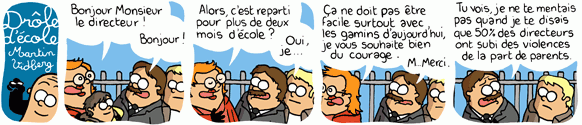 Drôle
d'école
Martin
Vidberg
Bonjour Monsieur
le directeur !
Bonjour !
Alors, c'est reparti
pour plus de deux
mois d'école ?
Oui,
je...
Ça ne doit pas être
facile surtout avec
les gamins d'aujourd'hui,
je vous souhaite bien
du courage.
M..Merci.
Tu vois, je ne te mentais
pas quand je te disais
que 50% des directeurs
ont subi des violences
de la part de parents.